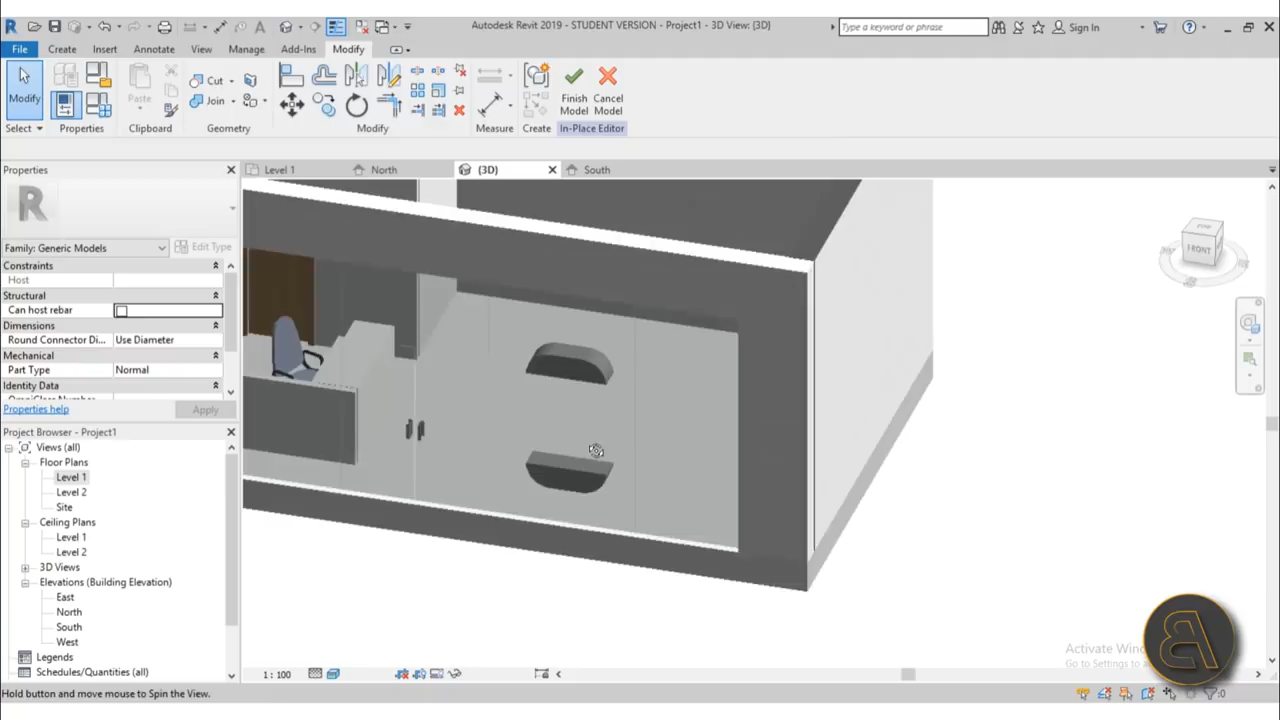 Autodesk Revit 2019 - STUDENT VERSION - Project1 - 3D View: {3D}
Type a keyword or phrase
Sign In
File Create Insert Annotate View Manage Add-Ins Modify
Modify
Paste
Cut
Join
Finish Model
Cancel Model
Select Properties Clipboard Geometry Modify Measure Create In-Place Editor
Properties
Level 1 North {3D} South
Family: Generic Models Edit Type
Constraints
Host
Structural
Can host rebar
Dimensions
Round Connector Di... Use Diameter
Mechanical
Part Type Normal
Identity Data
Properties help Apply
Project Browser - Project1
Views (all)
Floor Plans
Level 1
Level 2
Site
Ceiling Plans
Level 1
Level 2
3D Views
Elevations (Building Elevation)
East
North
South
West
Legends
Schedules/Quantities (all)
TOP
FRONT
1 : 100
Activate Win
Go to Settings to a
Hold button and move mouse to Spin the View.
:0